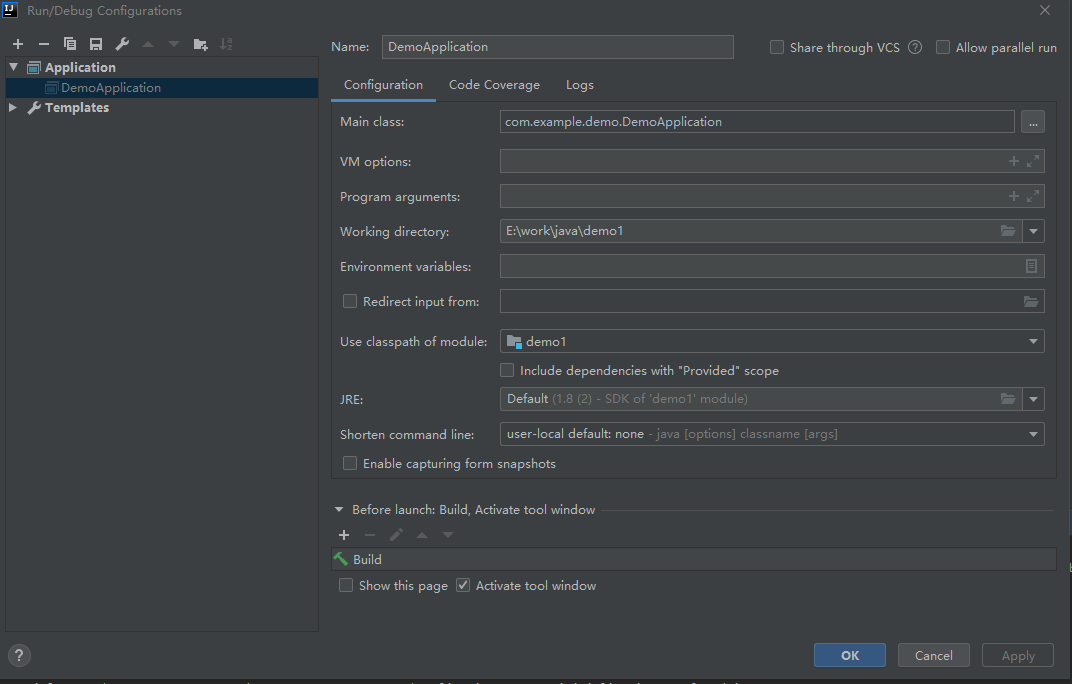 IJ Run/Debug Configurations
Name: DemoApplication Share through VCS ? Allow parallel run
Application
DemoApplication
Templates
Configuration Code Coverage Logs
Main class: com.example.demo.DemoApplication ...
VM options:
Program arguments:
Working directory: E:\work\java\demo1
Environment variables:
Redirect input from:
Use classpath of module: demo1
Include dependencies with "Provided" scope
JRE: Default (1.8 (2) - SDK of 'demo1' module)
Shorten command line: user-local default: none - java [options] classname [args]
Enable capturing form snapshots
Before launch: Build, Activate tool window
Build
Show this page Activate tool window
? OK Cancel Apply